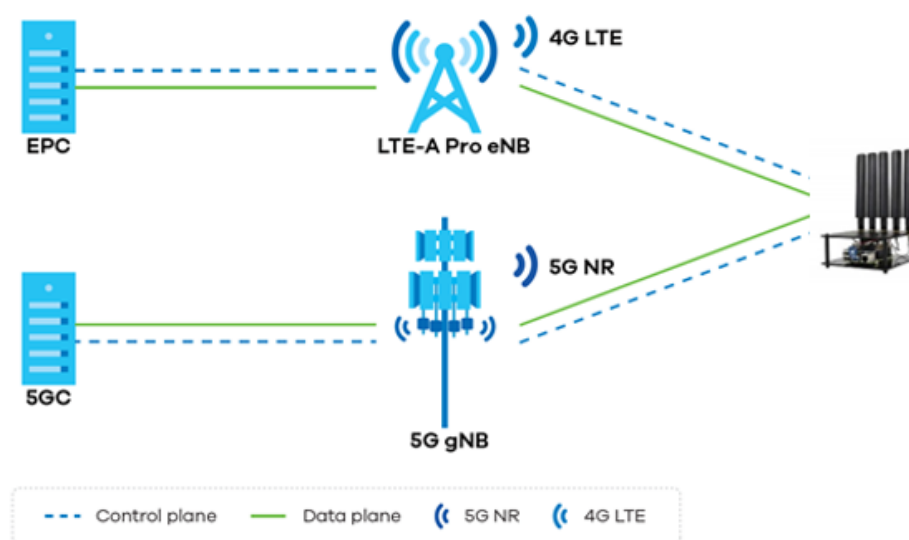 4G LTE
EPC
LTE-A Pro eNB
5G NR
5GC
5G gNB
Control plane
Data plane
5G NR
4G LTE